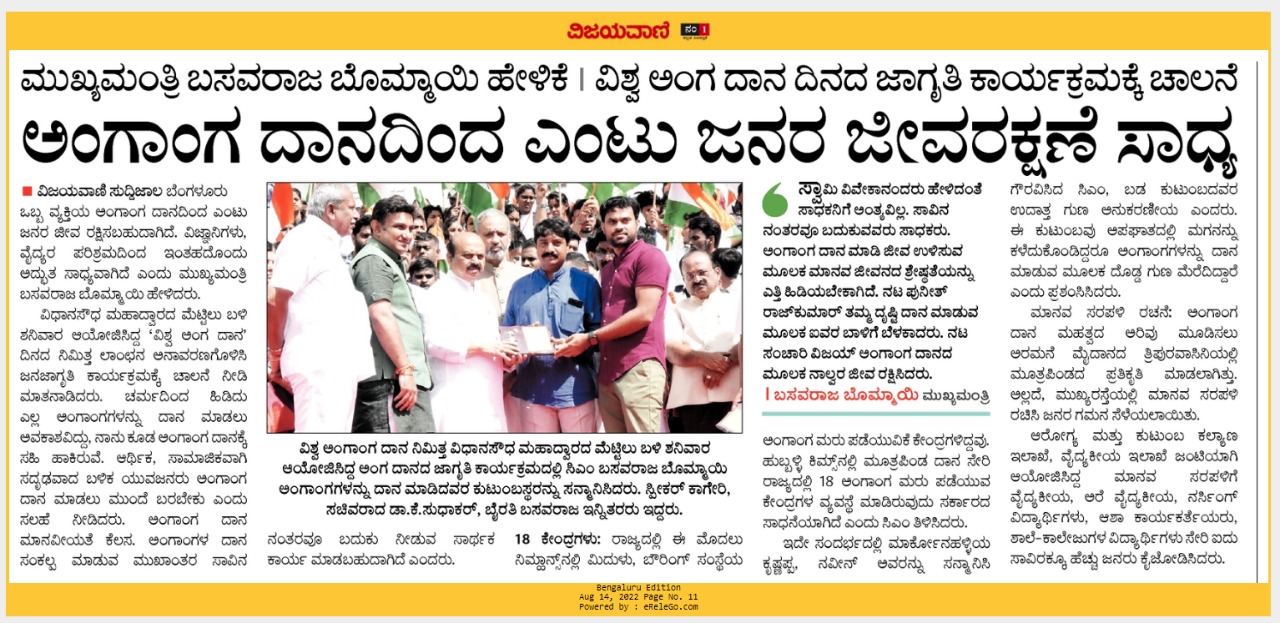 ವಿಜಯವಾಣಿ ನಂ 1
ಮುಖ್ಯಮಂತ್ರಿ ಬಸವರಾಜ ಬೊಮ್ಮಾಯಿ ಹೇಳಿಕೆ | ವಿಶ್ವ ಅಂಗ ದಾನ ದಿನದ ಜಾಗೃತಿ ಕಾರ್ಯಕ್ರಮಕ್ಕೆ ಚಾಲನೆ
ಅಂಗಾಂಗ ದಾನದಿಂದ ಎಂಟು ಜನರ ಜೀವರಕ್ಷಣೆ ಸಾಧ್ಯ
■ ವಿಜಯವಾಣಿ ಸುದ್ದಿಜಾಲ ಬೆಂಗಳೂರು
ಒಬ್ಬ ವ್ಯಕ್ತಿಯ ಅಂಗಾಂಗ ದಾನದಿಂದ ಎಂಟು
ಜನರ ಜೀವ ರಕ್ಷಿಸಬಹುದಾಗಿದೆ. ವಿಜ್ಞಾನಿಗಳು,
ವೈದ್ಯರ ಪರಿಶ್ರಮದಿಂದ ಇಂತಹದೊಂದು
ಅದ್ಭುತ ಸಾಧ್ಯವಾಗಿದೆ ಎಂದು ಮುಖ್ಯಮಂತ್ರಿ
ಬಸವರಾಜ ಬೊಮ್ಮಾಯಿ ಹೇಳಿದರು.
ವಿಧಾನಸೌಧ ಮಹಾದ್ವಾರದ ಮೆಟ್ಟಿಲು ಬಳಿ
ಶನಿವಾರ ಆಯೋಜಿಸಿದ್ದ ‘ವಿಶ್ವ ಅಂಗ ದಾನ’
ದಿನದ ನಿಮಿತ್ತ ಲಾಂಛನ ಅನಾವರಣಗೊಳಿಸಿ
ಜನಜಾಗೃತಿ ಕಾರ್ಯಕ್ರಮಕ್ಕೆ ಚಾಲನೆ ನೀಡಿ
ಮಾತನಾಡಿದರು. ಚರ್ಮದಿಂದ ಹಿಡಿದು
ಎಲ್ಲ ಅಂಗಾಂಗಗಳನ್ನು ದಾನ ಮಾಡಲು
ಅವಕಾಶವಿದ್ದು, ನಾನು ಕೂಡ ಅಂಗಾಂಗ ದಾನಕ್ಕೆ
ಸಹಿ ಹಾಕಿರುವೆ. ಆರ್ಥಿಕ, ಸಾಮಾಜಿಕವಾಗಿ
ಸದೃಢವಾದ ಬಳಿಕ ಯುವಜನರು ಅಂಗಾಂಗ
ದಾನ ಮಾಡಲು ಮುಂದೆ ಬರಬೇಕು ಎಂದು
ಸಲಹೆ ನೀಡಿದರು. ಅಂಗಾಂಗ ದಾನ
ಮಾನವೀಯತೆ ಕೆಲಸ. ಅಂಗಾಂಗಳ ದಾನ
ಸಂಕಲ್ಪ ಮಾಡುವ ಮುಖಾಂತರ ಸಾವಿನ
ವಿಶ್ವ ಅಂಗಾಂಗ ದಾನ ನಿಮಿತ್ತ ವಿಧಾನಸೌಧ ಮಹಾದ್ವಾರದ ಮೆಟ್ಟಿಲು ಬಳಿ ಶನಿವಾರ
ಆಯೋಜಿಸಿದ್ದ ಅಂಗ ದಾನದ ಜಾಗೃತಿ ಕಾರ್ಯಕ್ರಮದಲ್ಲಿ ಸಿಎಂ ಬಸವರಾಜ ಬೊಮ್ಮಾಯಿ
ಅಂಗಾಂಗಗಳನ್ನು ದಾನ ಮಾಡಿದವರ ಕುಟುಂಬಸ್ಥರನ್ನು ಸನ್ಮಾನಿಸಿದರು. ಸ್ಪೀಕರ್ ಕಾಗೇರಿ,
ಸಚಿವರಾದ ಡಾ.ಕೆ.ಸುಧಾಕರ್, ಬೈರತಿ ಬಸವರಾಜ ಇನ್ನಿತರರು ಇದ್ದರು.
ನಂತರವೂ ಬದುಕು ನೀಡುವ ಸಾರ್ಥಕ
ಕಾರ್ಯ ಮಾಡಬಹುದಾಗಿದೆ ಎಂದರು.
18 ಕೇಂದ್ರಗಳು: ರಾಜ್ಯದಲ್ಲಿ ಈ ಮೊದಲು
ನಿಮ್ಹಾನ್ಸ್‌ನಲ್ಲಿ ಮಿದುಳು, ಬೌರಿಂಗ್ ಸಂಸ್ಥೆಯ
ಸ್ವಾಮಿ ವಿವೇಕಾನಂದರು ಹೇಳಿದಂತೆ
ಸಾಧಕನಿಗೆ ಅಂತ್ಯವಿಲ್ಲ. ಸಾವಿನ
ನಂತರವೂ ಬದುಕುವವರು ಸಾಧಕರು.
ಅಂಗಾಂಗ ದಾನ ಮಾಡಿ ಜೀವ ಉಳಿಸುವ
ಮೂಲಕ ಮಾನವ ಜೀವನದ ಶ್ರೇಷ್ಠತೆಯನ್ನು
ಎತ್ತಿ ಹಿಡಿಯಬೇಕಾಗಿದೆ. ನಟ ಪುನೀತ್
ರಾಜ್‌ಕುಮಾರ್ ತಮ್ಮ ದೃಷ್ಟಿ ದಾನ ಮಾಡುವ
ಮೂಲಕ ಐವರ ಬಾಳಿಗೆ ಬೆಳಕಾದರು. ನಟ
ಸಂಚಾರಿ ವಿಜಯ್ ಅಂಗಾಂಗ ದಾನದ
ಮೂಲಕ ನಾಲ್ವರ ಜೀವ ರಕ್ಷಿಸಿದರು.
| ಬಸವರಾಜ ಬೊಮ್ಮಾಯಿ ಮುಖ್ಯಮಂತ್ರಿ
ಅಂಗಾಂಗ ಮರು ಪಡೆಯುವಿಕೆ ಕೇಂದ್ರಗಳಿದ್ದವು.
ಹುಬ್ಬಳ್ಳಿ ಕಿಮ್ಸ್‌ನಲ್ಲಿ ಮೂತ್ರಪಿಂಡ ದಾನ ಸೇರಿ
ರಾಜ್ಯದಲ್ಲಿ 18 ಅಂಗಾಂಗ ಮರು ಪಡೆಯುವ
ಕೇಂದ್ರಗಳ ವ್ಯವಸ್ಥೆ ಮಾಡಿರುವುದು ಸರ್ಕಾರದ
ಸಾಧನೆಯಾಗಿದೆ ಎಂದು ಸಿಎಂ ತಿಳಿಸಿದರು.
ಇದೇ ಸಂದರ್ಭದಲ್ಲಿ ಮಾರ್ಕೋನಹಳ್ಳಿಯ
ಕೃಷ್ಣಪ್ಪ, ನವೀನ್ ಅವರನ್ನು ಸನ್ಮಾನಿಸಿ
ಗೌರವಿಸಿದ ಸಿಎಂ, ಬಡ ಕುಟುಂಬದವರ
ಉದಾತ್ತ ಗುಣ ಅನುಕರಣೀಯ ಎಂದರು.
ಈ ಕುಟುಂಬವು ಅಪಘಾತದಲ್ಲಿ ಮಗನನ್ನು
ಕಳೆದುಕೊಂಡಿದ್ದರೂ ಅಂಗಾಂಗಗಳನ್ನು ದಾನ
ಮಾಡುವ ಮೂಲಕ ದೊಡ್ಡ ಗುಣ ಮೆರೆದಿದ್ದಾರೆ
ಎಂದು ಪ್ರಶಂಸಿಸಿದರು.
ಮಾನವ ಸರಪಳಿ ರಚನೆ: ಅಂಗಾಂಗ
ದಾನ ಮಹತ್ವದ ಅರಿವು ಮೂಡಿಸಲು
ಅರಮನೆ ಮೈದಾನದ ತ್ರಿಪುರವಾಸಿನಿಯಲ್ಲಿ
ಮೂತ್ರಪಿಂಡದ ಪ್ರತಿಕೃತಿ ಮಾಡಲಾಗಿತ್ತು.
ಅಲ್ಲದೆ, ಮುಖ್ಯರಸ್ತೆಯಲ್ಲಿ ಮಾನವ ಸರಪಳಿ
ರಚಿಸಿ ಜನರ ಗಮನ ಸೆಳೆಯಲಾಯಿತು.
ಆರೋಗ್ಯ ಮತ್ತು ಕುಟುಂಬ ಕಲ್ಯಾಣ
ಇಲಾಖೆ, ವೈದ್ಯಕೀಯ ಇಲಾಖೆ ಜಂಟಿಯಾಗಿ
ಆಯೋಜಿಸಿದ್ದ ಮಾನವ ಸರಪಳಿಗೆ
ವೈದ್ಯಕೀಯ, ಅರೆ ವೈದ್ಯಕೀಯ, ನರ್ಸಿಂಗ್
ವಿದ್ಯಾರ್ಥಿಗಳು, ಆಶಾ ಕಾರ್ಯಕರ್ತೆಯರು,
ಶಾಲೆ-ಕಾಲೇಜುಗಳ ವಿದ್ಯಾರ್ಥಿಗಳು ಸೇರಿ ಐದು
ಸಾವಿರಕ್ಕೂ ಹೆಚ್ಚು ಜನರು ಕೈಜೋಡಿಸಿದರು.
Bengaluru Edition
Aug 14, 2022 Page No. 11
Powered by : eReleGo.com